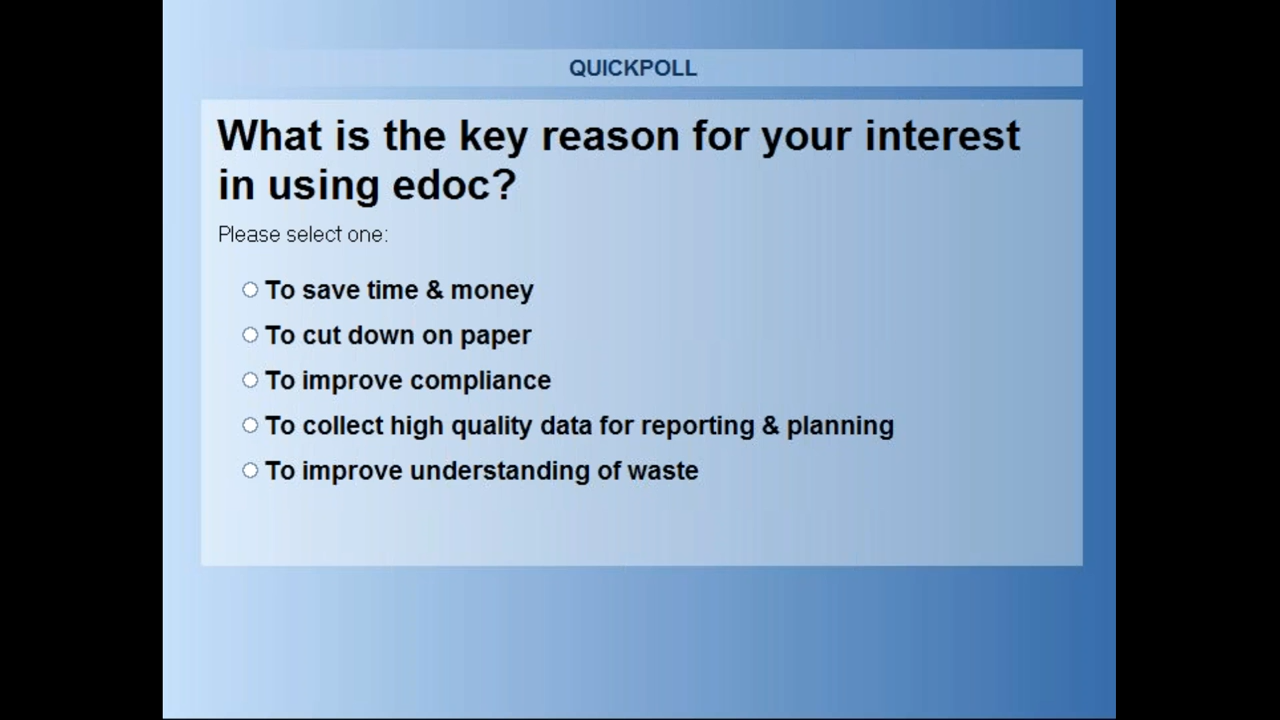 QUICKPOLL
What is the key reason for your interest
in using edoc?
Please select one:
To save time & money
To cut down on paper
To improve compliance
To collect high quality data for reporting & planning
To improve understanding of waste